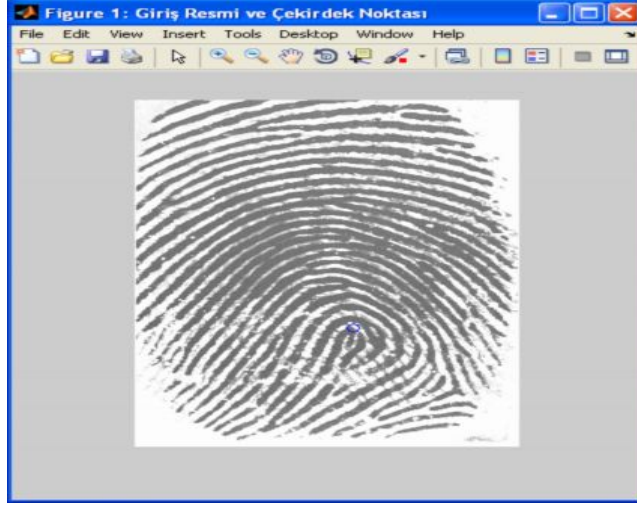 Figure 1: Giriş Resmi ve Çekirdek Noktası
File Edit View Insert Tools Desktop Window Help